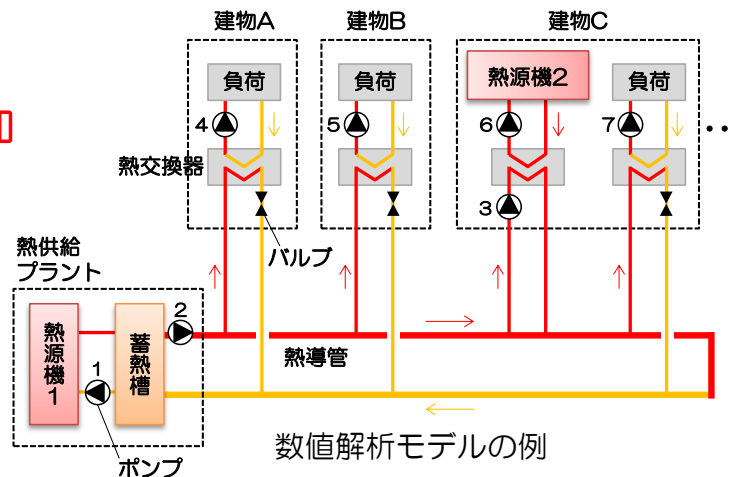 建物A
建物B
建物C
負荷
負荷
熱源機2
負荷
4
5
6
7
‥
熱交換器
3
バルブ
熱供給
プラント
2
熱源機1
蓄熱槽
1
熱導管
ポンプ
数値解析モデルの例